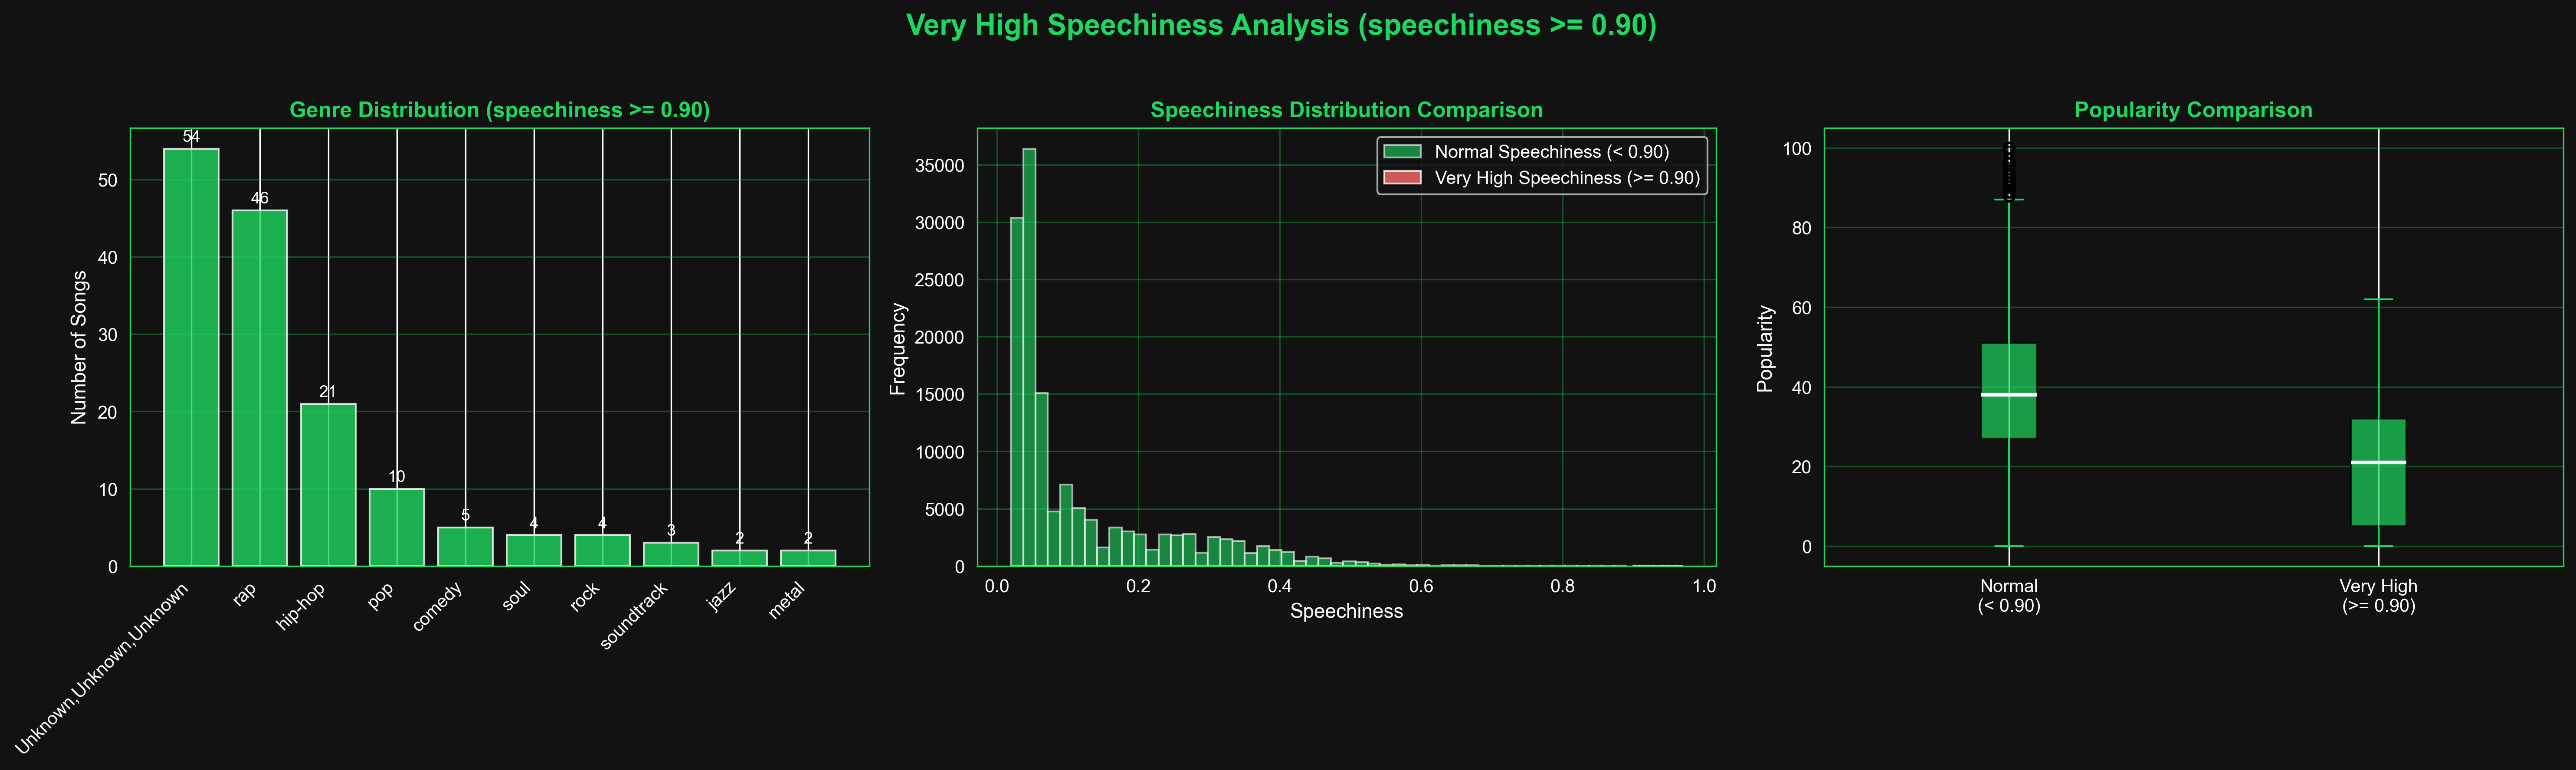 Very High Speechiness Analysis (speechiness >= 0.90)
Genre Distribution (speechiness >= 0.90)
Number of Songs
50
40
30
20
10
0
54
46
21
10
5
4
4
3
2
2
Unknown,Unknown,Unknown
rap
hip-hop
pop
comedy
soul
rock
soundtrack
jazz
metal
Speechiness Distribution Comparison
Normal Speechiness (< 0.90)
Very High Speechiness (>= 0.90)
Frequency
35000
30000
25000
20000
15000
10000
5000
0
0.0
0.2
0.4
0.6
0.8
1.0
Speechiness
Popularity Comparison
Popularity
100
80
60
40
20
0
Normal
(< 0.90)
Very High
(>= 0.90)